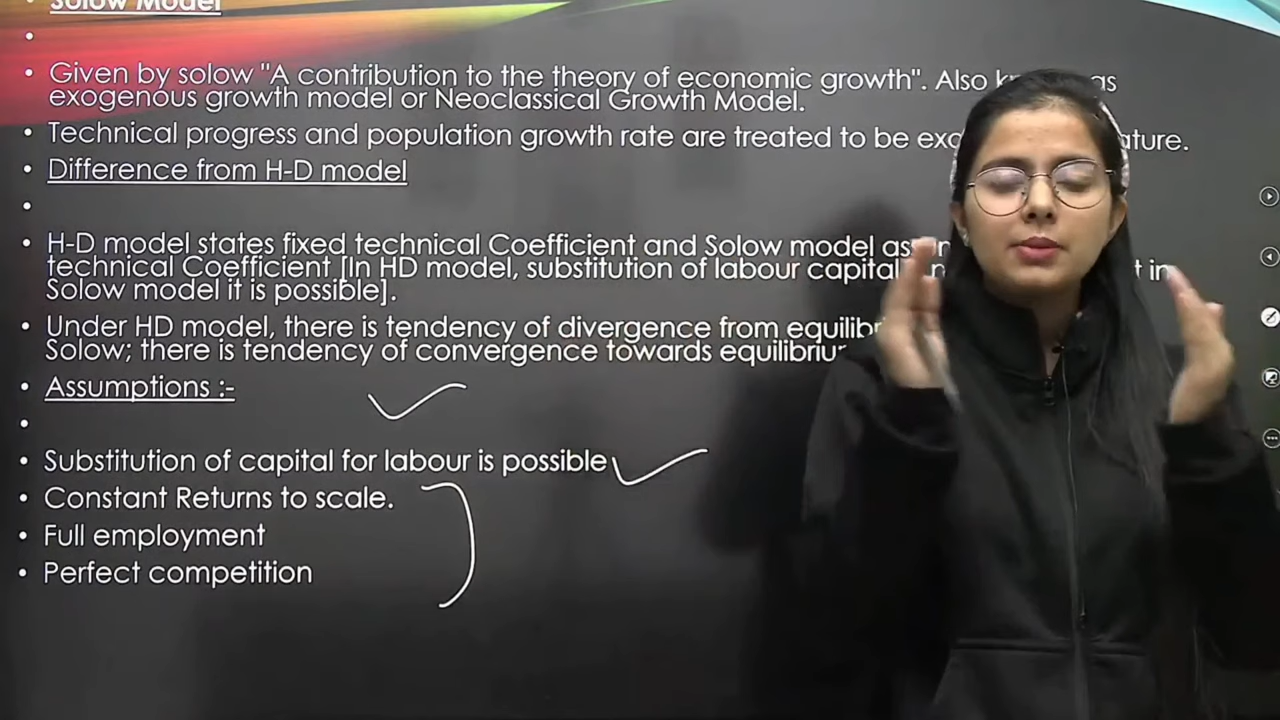 Solow Model
Given by solow "A contribution to the theory of economic growth". Also as
exogenous growth model or Neoclassical Growth Model.
Technical progress and population growth rate are treated to be
Difference from H-D model
H-D model states fixed technical Coefficient and Solow model
technical Coefficient [In HD model, substitution of labour capital in
Solow model it is possible].
Under HD model, there is tendency of divergence from
Solow; there is tendency of convergence towards
Assumptions :-
Substitution of capital for labour is possible
Constant Returns to scale.
Full employment
Perfect competition